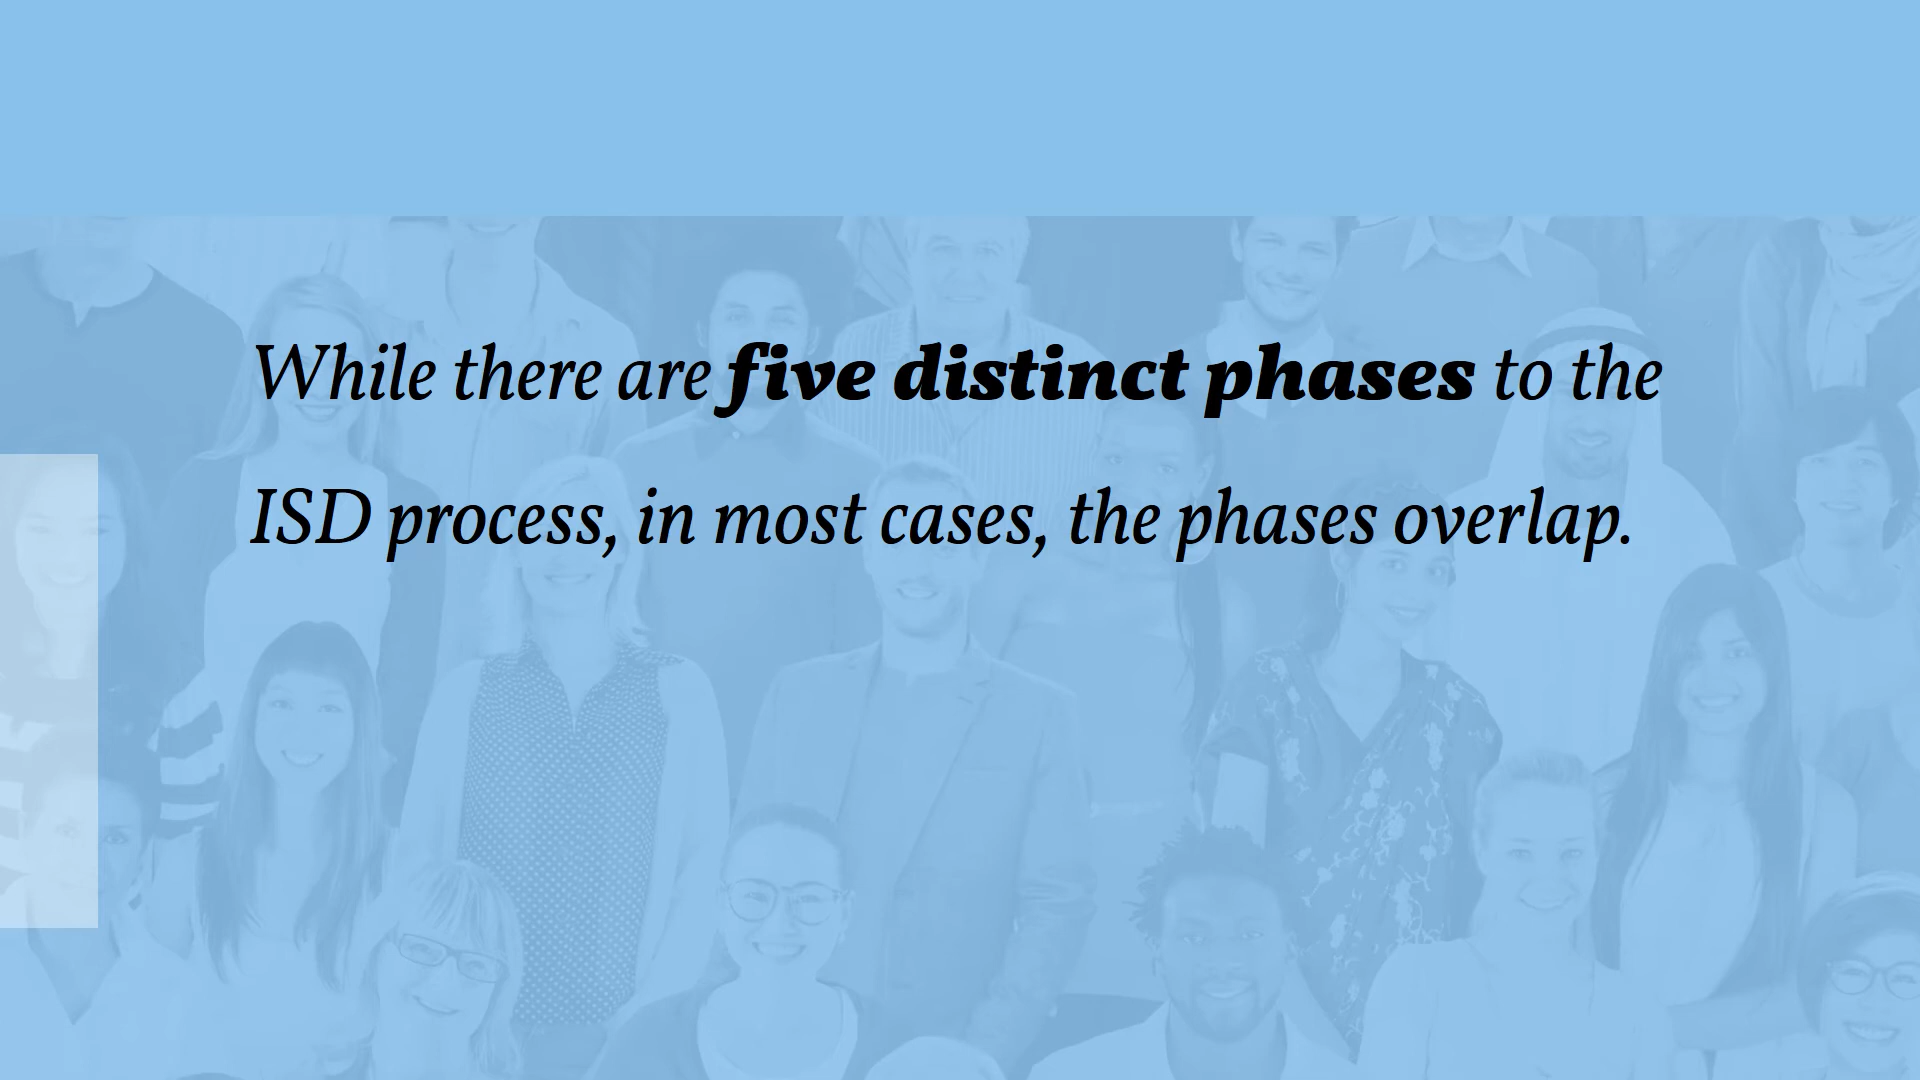 While there are five distinct phases to the
ISD process, in most cases, the phases overlap.